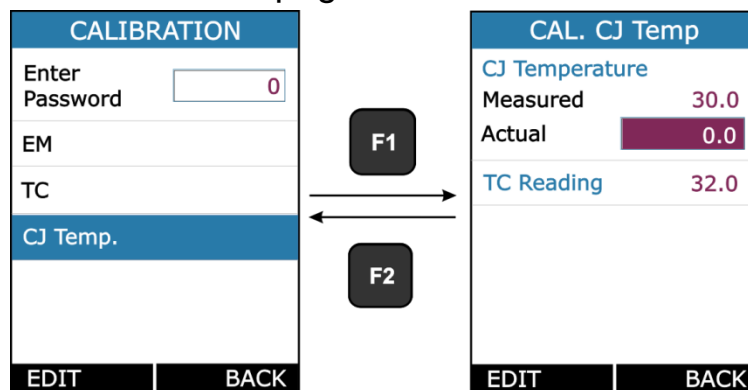 CALIBRATION
Enter
Password 0
EM
TC
CJ Temp.
EDIT BACK
F1
F2
CAL. CJ Temp
CJ Temperature
Measured 30.0
Actual 0.0
TC Reading 32.0
EDIT BACK